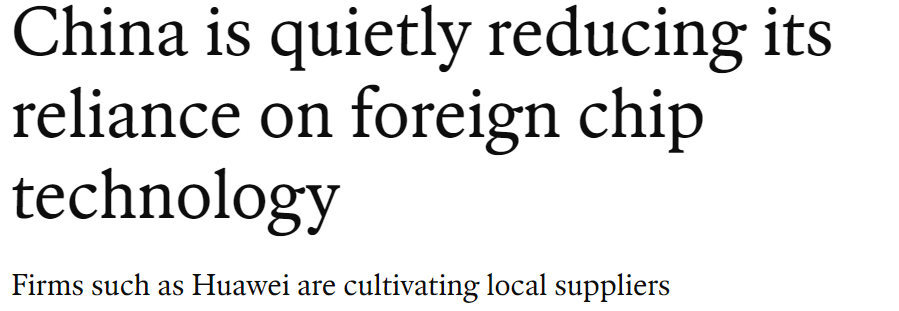 China is quietly reducing its
reliance on foreign chip
technology
Firms such as Huawei are cultivating local suppliers